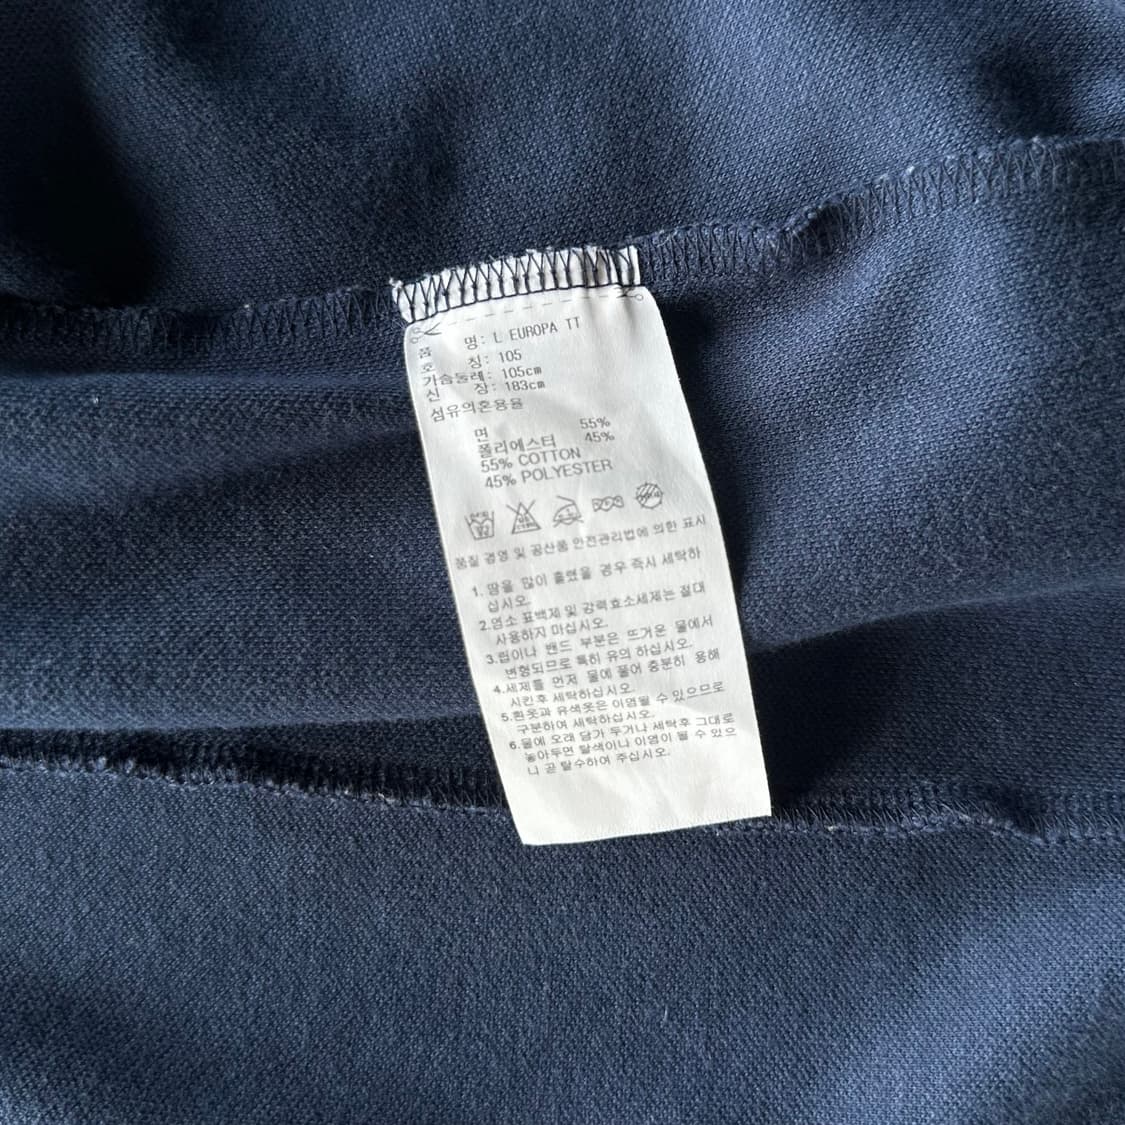 품 명: L EUROPA TT
호 칭: 105
가슴둘레: 105cm
신 장: 183cm
섬유의혼용율
면 55%
폴리에스터 45%
55% COTTON
45% POLYESTER
품질 경영 및 공산품 안전관리법에 의한 표시
1. 땀을 많이 흘렸을 경우 즉시 세탁하
십시오.
2.염소 표백제 및 강력효소세제는 절대
사용하지 마십시오.
3.립이나 밴드 부분은 뜨거운 물에서
변형되므로 특히 유의 하십시오.
4.세제를 먼저 물에 풀어 충분히 용해
시킨후 세탁하십시오.
5.흰옷과 유색옷은 이염될 수 있으므로
구분하여 세탁하십시오.
6.물에 오래 담가 두거나 세탁후 그대로
놓아두면 탈색이나 이염이 될 수 있으
니 곧 탈수하여 주십시오.